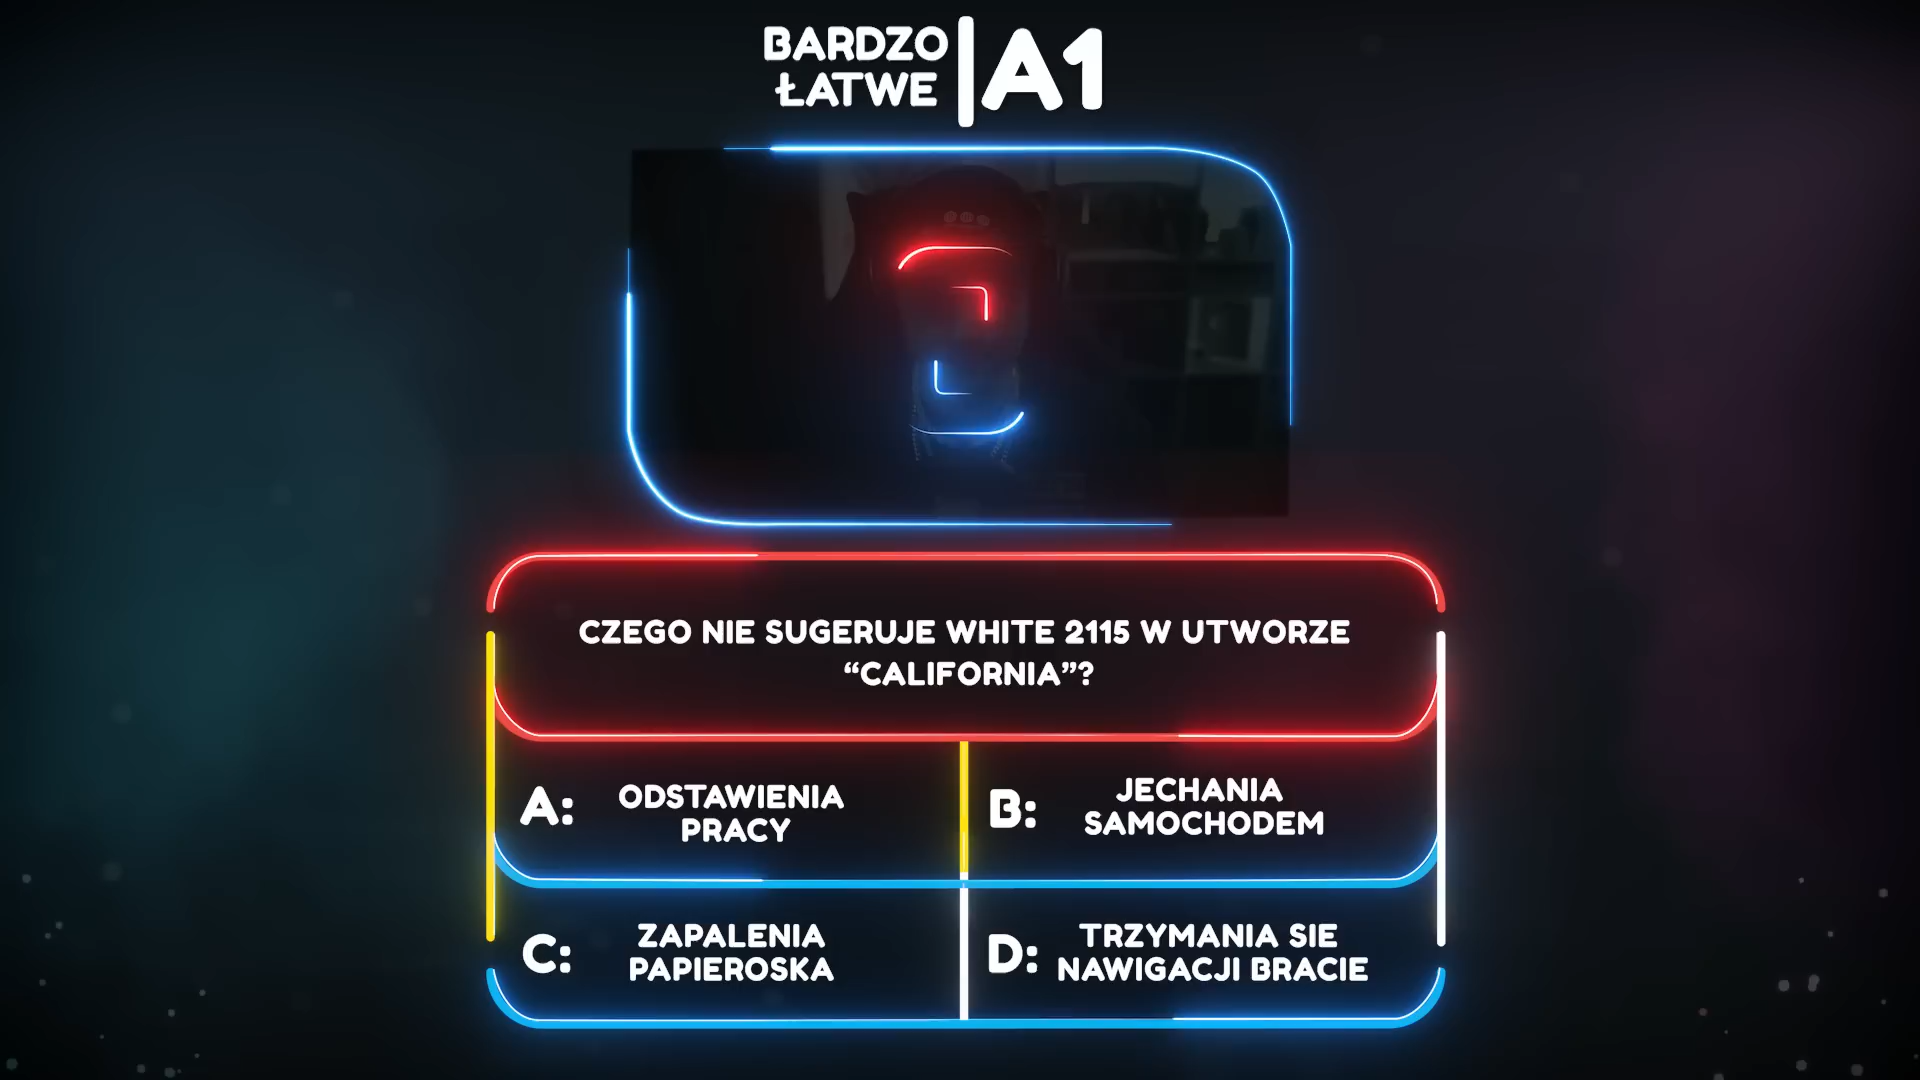 BARDZO
ŁATWE
A1
CZEGO NIE SUGERUJE WHITE 2115 W UTWORZE
“CALIFORNIA”?
A: ODSTAWIENIA
PRACY
B: JECHANIA
SAMOCHODEM
C: ZAPALENIA
PAPIEROSKA
D: TRZYMANIA SIE
NAWIGACJI BRACIE